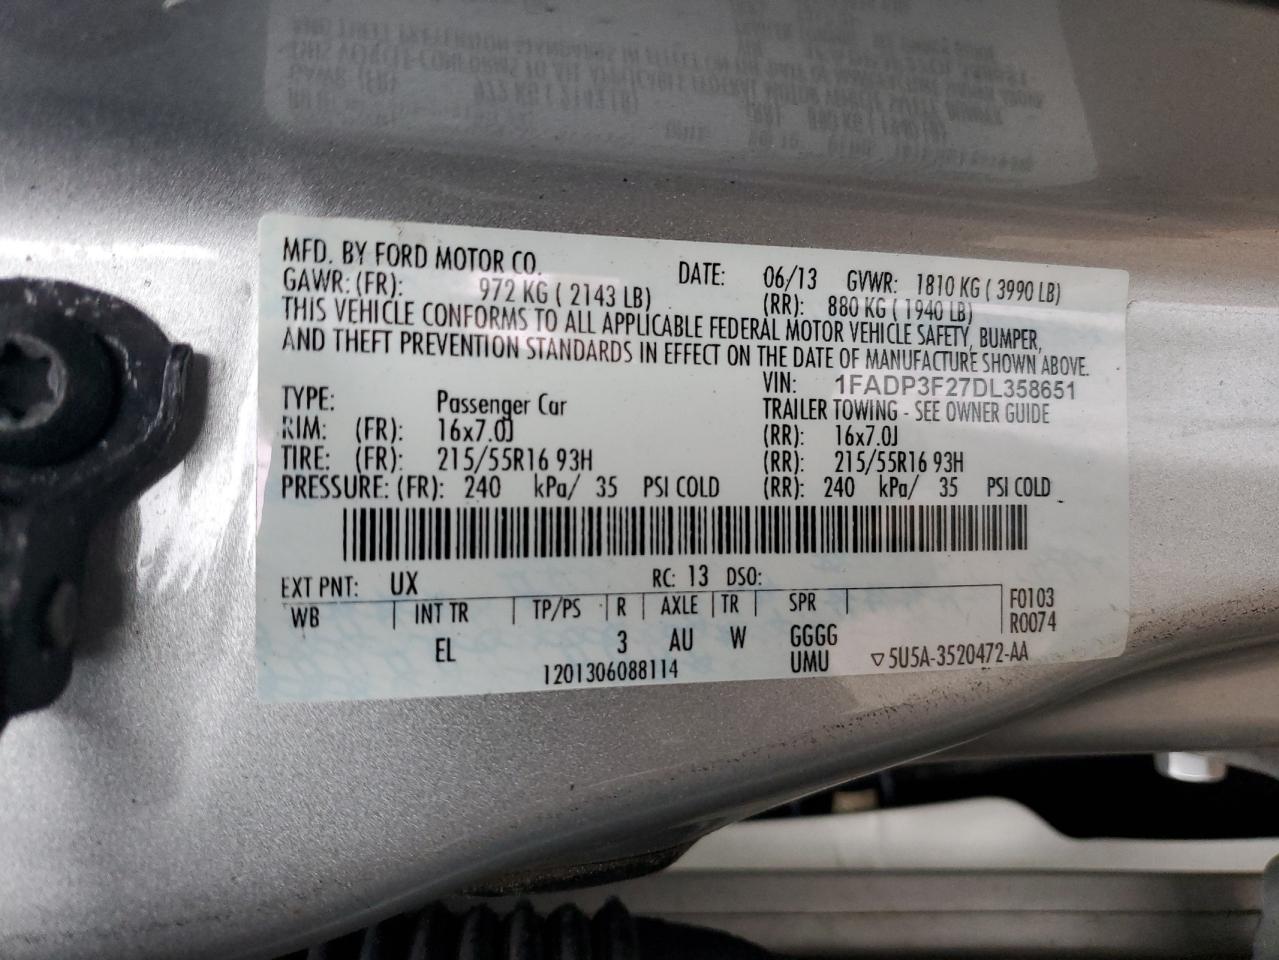 MFD. BY FORD MOTOR CO. DATE: 06/13 GVWR: 1810 KG ( 3990 LB)
GAWR: (FR): 972 KG ( 2143 LB) (RR): 880 KG ( 1940 LB)
THIS VEHICLE CONFORMS TO ALL APPLICABLE FEDERAL MOTOR VEHICLE SAFETY, BUMPER,
AND THEFT PREVENTION STANDARDS IN EFFECT ON THE DATE OF MANUFACTURE SHOWN ABOVE.
VIN: 1FADP3F27DL358651
TYPE: Passenger Car TRAILER TOWING - SEE OWNER GUIDE
RIM: (FR): 16x7.0J (RR): 16x7.0J
TIRE: (FR): 215/55R16 93H (RR): 215/55R16 93H
PRESSURE: (FR): 240 kPa/ 35 PSI COLD (RR): 240 kPa/ 35 PSI COLD
EXT PNT: UX RC: 13 DSO:
WB INT TR TP/PS R AXLE TR SPR F0103
R0074
EL 3 AU W GGGG
1201306088114 UMU ▽5U5A-3520472-AA